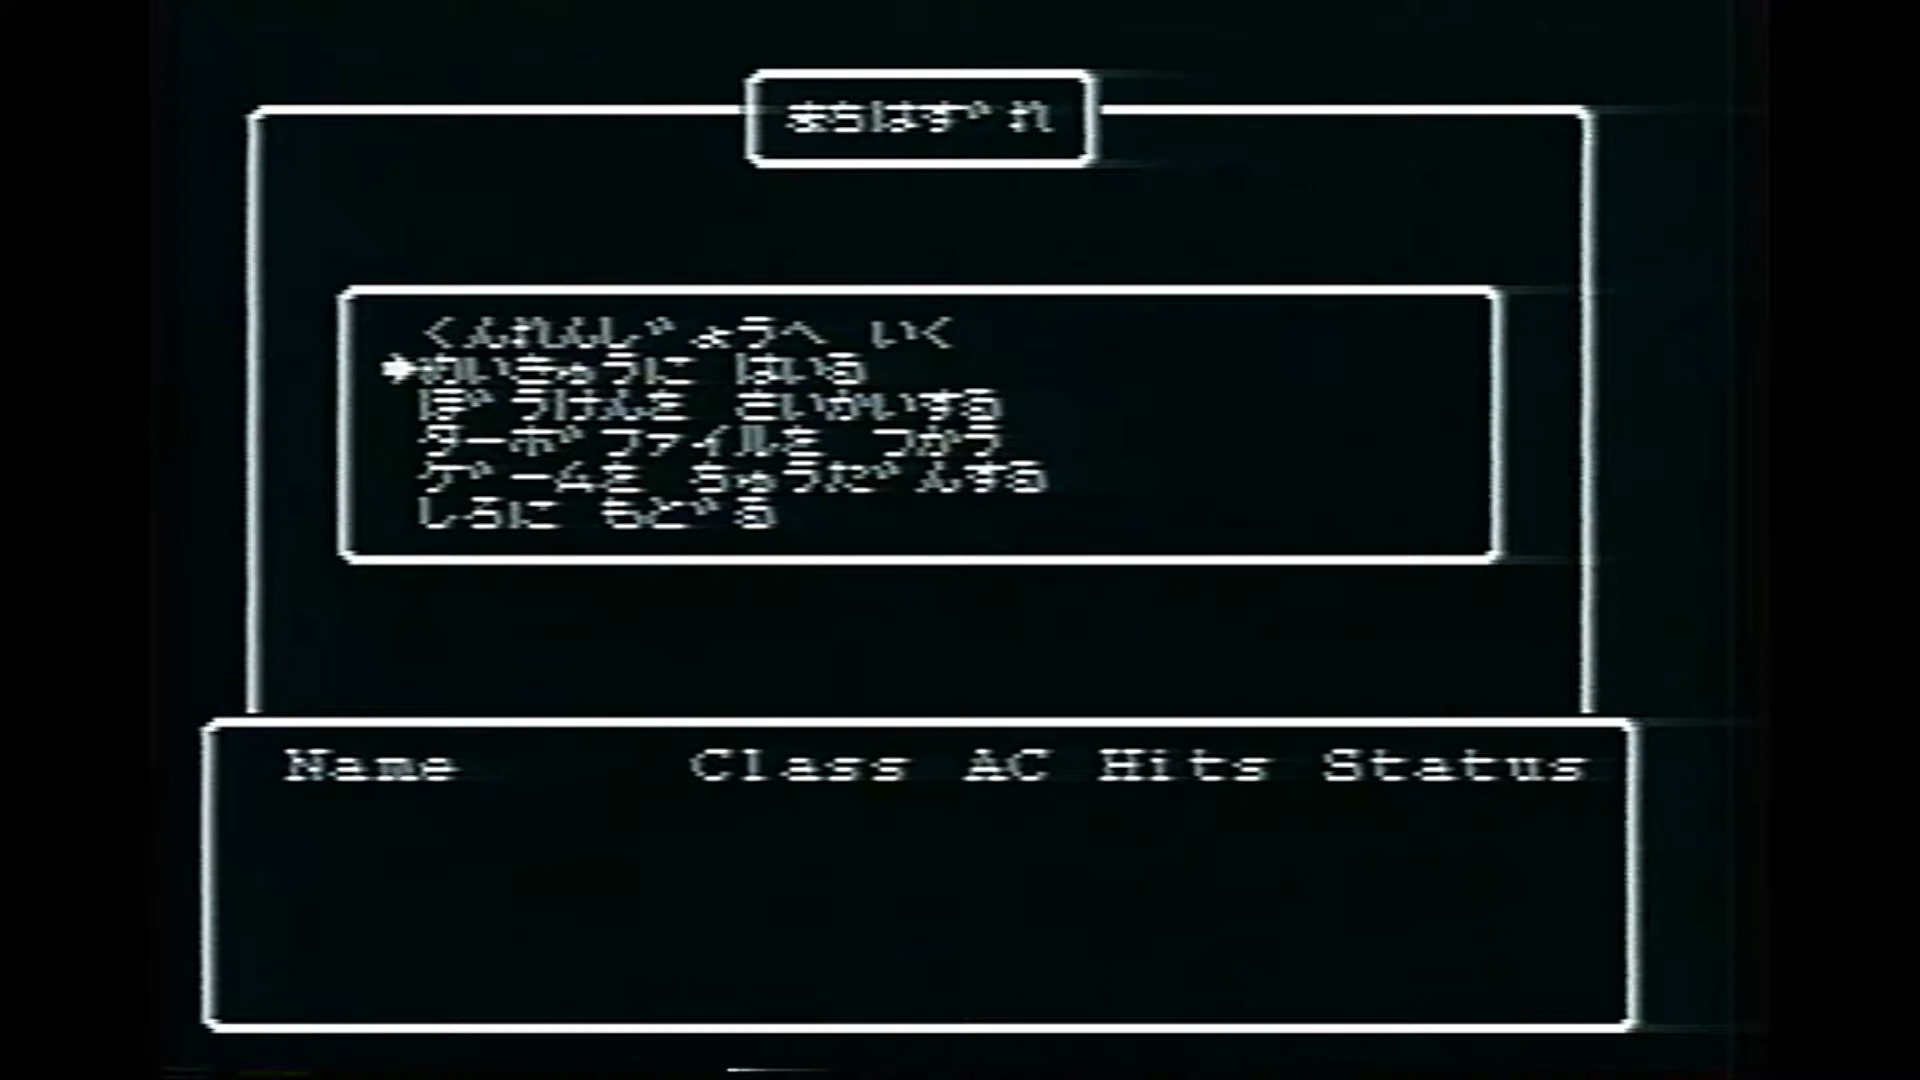 まちはずれ
くんれんじょうへ いく
めいきゅうに はいる
ぼうけんを さいかいする
ターボファイルを つかう
ゲームを ちゅうだんする
しろに もどる
Name Class AC Hits Status